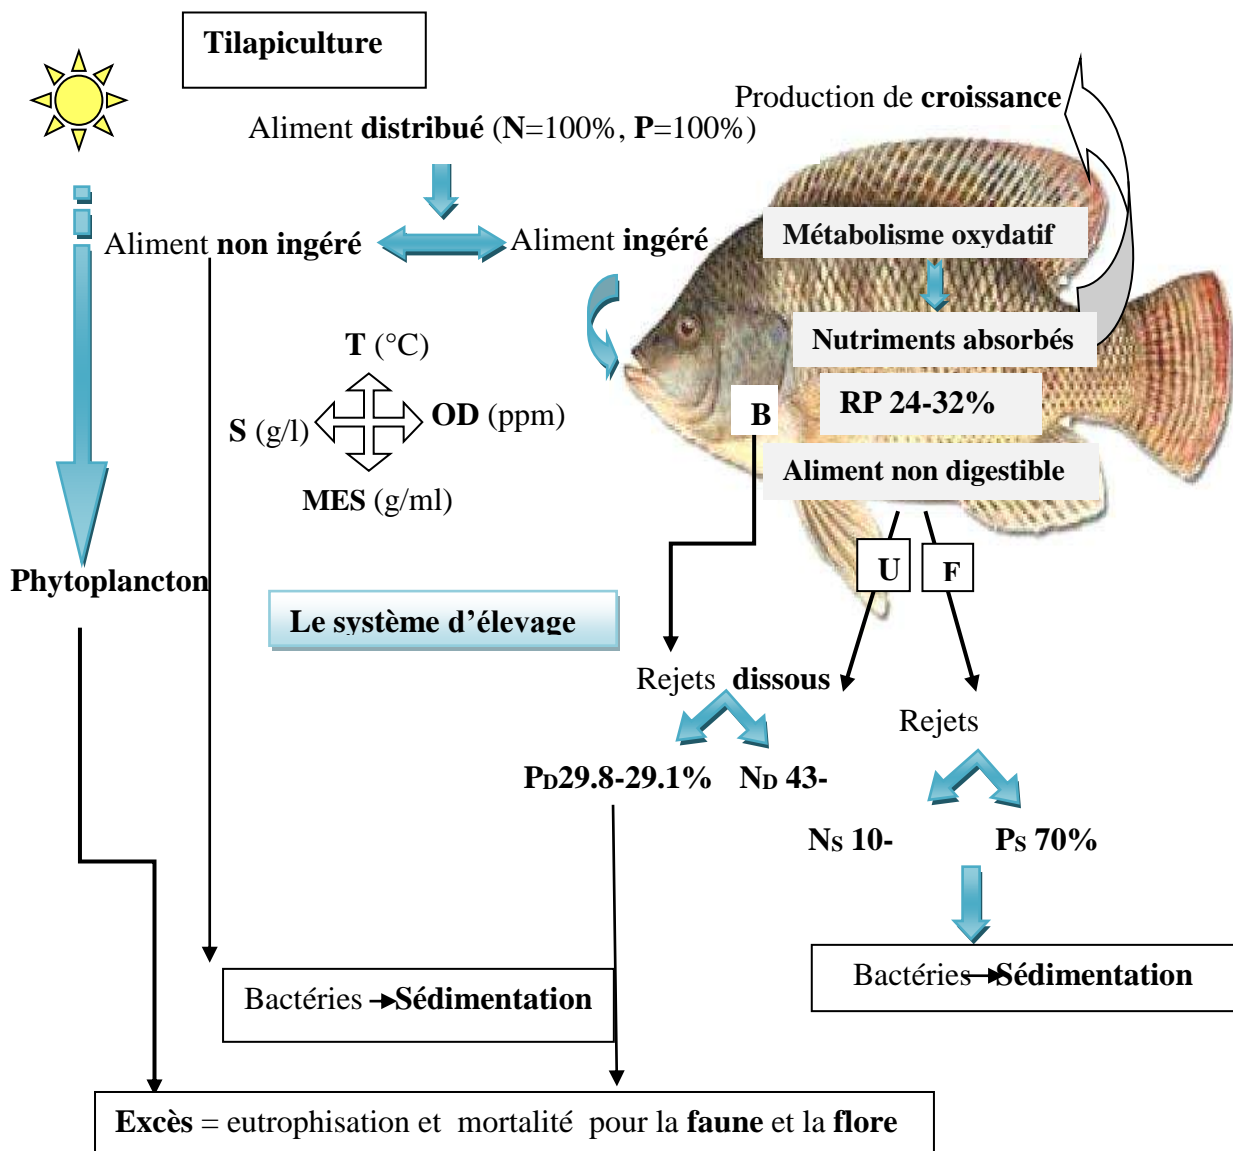 Tilapiculture
Production de croissance
Aliment distribué (N=100%, P=100%)
Aliment non ingéré
Aliment ingéré
Métabolisme oxydatif
Nutriments absorbés
RP 24-32%
Aliment non digestible
T (°C)
S (g/l)
OD (ppm)
MES (g/ml)
B
U
F
Phytoplancton
Le système d’élevage
Rejets dissous
Rejets
PD29.8-29.1%
ND 43-
NS 10-
PS 70%
Bactéries Sédimentation
Bactéries Sédimentation
Excès = eutrophisation et mortalité pour la faune et la flore